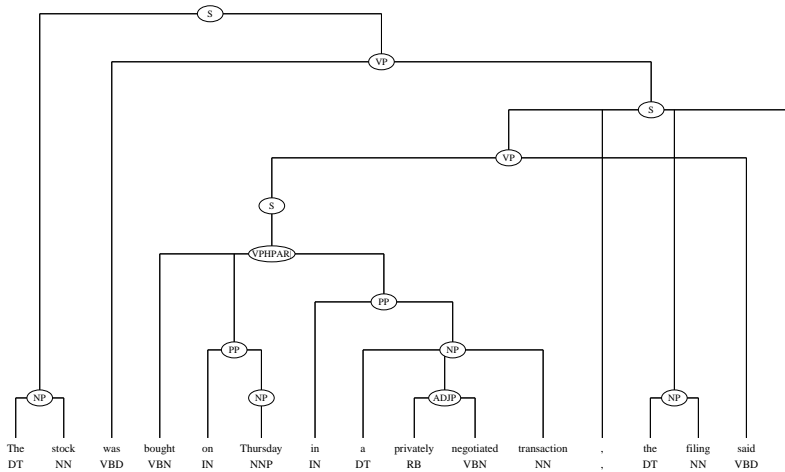 S
VP
S
VP
S
VPHPAR
PP
PP NP
NP NP ADJP NP
The stock was bought on Thursday in a privately negotiated transaction , the filing said
DT NN VBD VBN IN NNP IN DT RB VBN NN , DT NN VBD